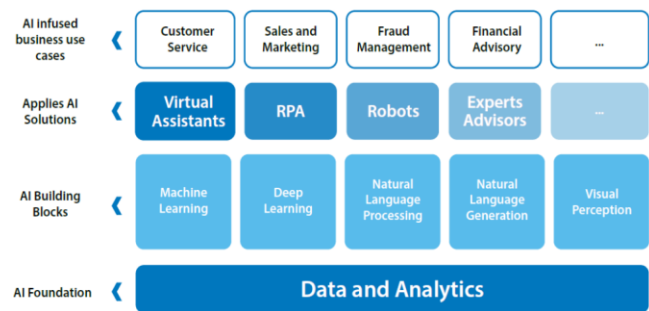 AI infused
business use
cases
Customer
Service
Sales and
Marketing
Fraud
Management
Financial
Advisory
...
Applies AI
Solutions
Virtual
Assistants
RPA
Robots
Experts
Advisors
...
AI Building
Blocks
Machine
Learning
Deep
Learning
Natural
Language
Processing
Natural
Language
Generation
Visual
Perception
AI Foundation
Data and Analytics